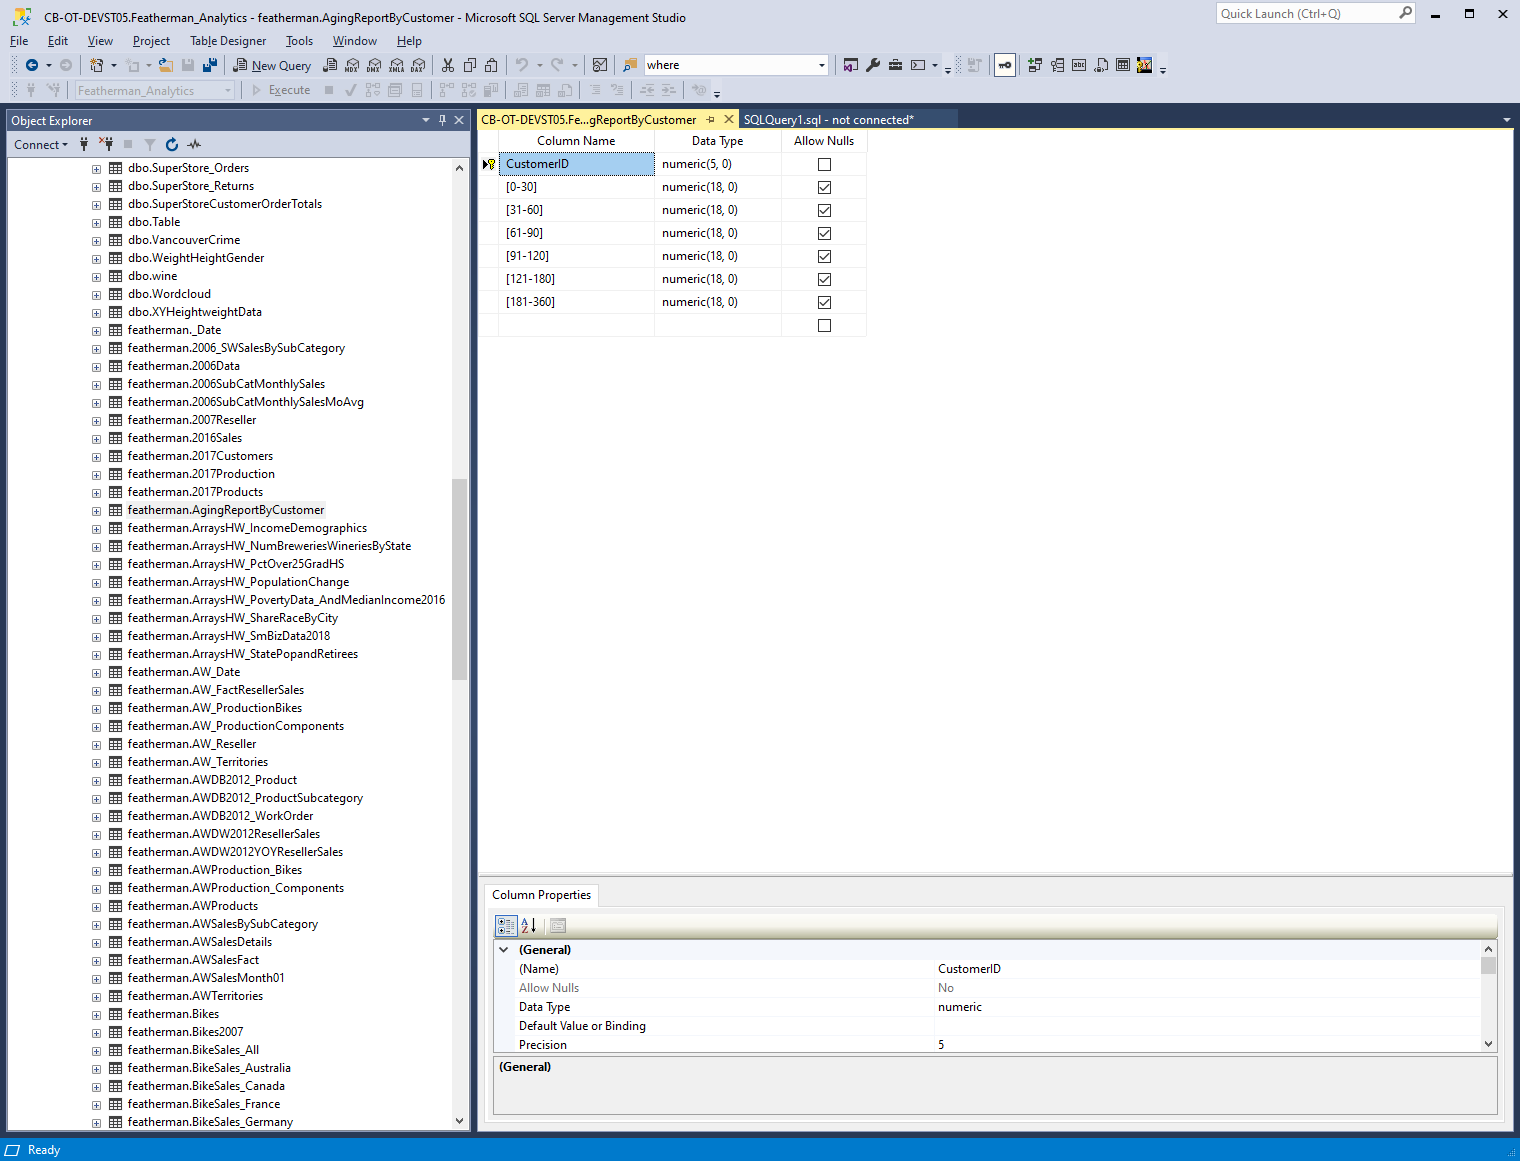 CB-OT-DEVST05.Featherman_Analytics - featherman.AgingReportByCustomer - Microsoft SQL Server Management Studio
Quick Launch (Ctrl+Q)
File Edit View Project Table Designer Tools Window Help
New Query MDX DMX XMLA DAX where
Featherman_Analytics Execute
Object Explorer
Connect
dbo.SuperStore_Orders
dbo.SuperStore_Returns
dbo.SuperStoreCustomerOrderTotals
dbo.Table
dbo.VancouverCrime
dbo.WeightHeightGender
dbo.wine
dbo.Wordcloud
dbo.XYHeightweightData
featherman._Date
featherman.2006_SWSalesBySubCategory
featherman.2006Data
featherman.2006SubCatMonthlySales
featherman.2006SubCatMonthlySalesMoAvg
featherman.2007Reseller
featherman.2016Sales
featherman.2017Customers
featherman.2017Production
featherman.2017Products
featherman.AgingReportByCustomer
featherman.ArraysHW_IncomeDemographics
featherman.ArraysHW_NumBreweriesWineriesByState
featherman.ArraysHW_PctOver25GradHS
featherman.ArraysHW_PopulationChange
featherman.ArraysHW_PovertyData_AndMedianIncome2016
featherman.ArraysHW_ShareRaceByCity
featherman.ArraysHW_SmBizData2018
featherman.ArraysHW_StatePopandRetirees
featherman.AW_Date
featherman.AW_FactResellerSales
featherman.AW_ProductionBikes
featherman.AW_ProductionComponents
featherman.AW_Reseller
featherman.AW_Territories
featherman.AWDB2012_Product
featherman.AWDB2012_ProductSubcategory
featherman.AWDB2012_WorkOrder
featherman.AWDW2012ResellerSales
featherman.AWDW2012YOYResellerSales
featherman.AWProduction_Bikes
featherman.AWProduction_Components
featherman.AWProducts
featherman.AWSalesBySubCategory
featherman.AWSalesDetails
featherman.AWSalesFact
featherman.AWSalesMonth01
featherman.AWTerritories
featherman.Bikes
featherman.Bikes2007
featherman.BikeSales_All
featherman.BikeSales_Australia
featherman.BikeSales_Canada
featherman.BikeSales_France
featherman.BikeSales_Germany
CB-OT-DEVST05.Fe...gReportByCustomer SQLQuery1.sql - not connected*
Column Name Data Type Allow Nulls
CustomerID numeric(5, 0)
[0-30] numeric(18, 0)
[31-60] numeric(18, 0)
[61-90] numeric(18, 0)
[91-120] numeric(18, 0)
[121-180] numeric(18, 0)
[181-360] numeric(18, 0)
Column Properties
(General)
(Name) CustomerID
Allow Nulls No
Data Type numeric
Default Value or Binding
Precision 5
(General)
Ready